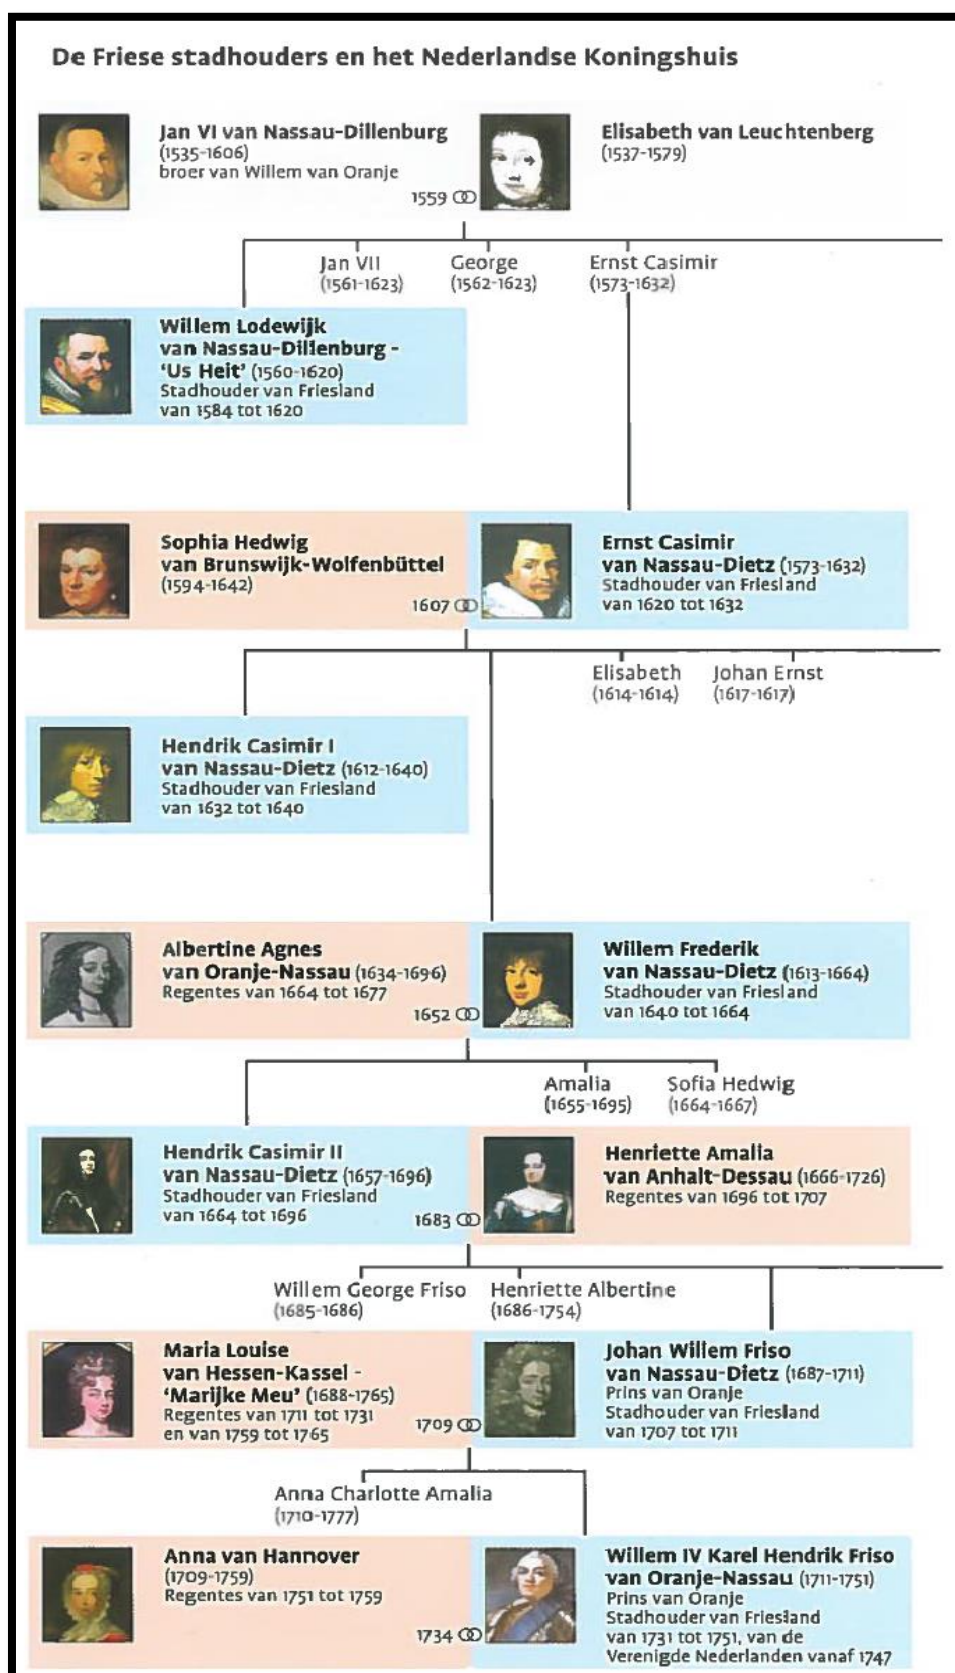 De Friese stadhouders en het Nederlandse Koningshuis
Jan VI van Nassau-Dillenburg
(1535-1606)
broer van Willem van Oranje
1559
Elisabeth van Leuchtenberg
(1537-1579)
Jan VII
(1561-1623)
George
(1562-1623)
Ernst Casimir
(1573-1632)
Willem Lodewijk
van Nassau-Dillenburg -
‘Us Heit’ (1560-1620)
Stadhouder van Friesland
van 1584 tot 1620
Sophia Hedwig
van Brunswijk-Wolfenbüttel
(1594-1642)
1607
Ernst Casimir
van Nassau-Dietz (1573-1632)
Stadhouder van Friesland
van 1620 tot 1632
Elisabeth
(1614-1614)
Johan Ernst
(1617-1617)
Hendrik Casimir I
van Nassau-Dietz (1612-1640)
Stadhouder van Friesland
van 1632 tot 1640
Albertine Agnes
van Oranje-Nassau (1634-1696)
Regentes van 1664 tot 1677
1652
Willem Frederik
van Nassau-Dietz (1613-1664)
Stadhouder van Friesland
van 1640 to 1664
Amalia
(1655-1695)
Sofia Hedwig
(1664-1667)
Hendrik Casimir II
van Nassau-Dietz (1657-1696)
Stadhouder van Friesland
van 1664 tot 1696
1683
Henriette Amalia
van Anhalt-Dessau (1666-1726)
Regentes van 1696 tot 1707
Willem George Friso
(1685-1686)
Henriette Albertine
(1686-1754)
Maria Louise
van Hessen-Kassel -
‘Marijke Meu’ (1688-1765)
Regentes van 1711 tot 1731
en van 1759 tot 1765
1709
Johan Willem Friso
van Nassau-Dietz (1687-1711)
Prins van Oranje
Stadhouder van Friesland
van 1707 tot 1711
Anna Charlotte Amalia
(1710-1777)
Anna van Hannover
(1709-1759)
Regentes van 1751 tot 1759
1734
Willem IV Karel Hendrik Friso
van Oranje-Nassau (1711-1751)
Prins van Oranje
Stadhouder van Friesland
van 1731 tot 1751, van de
Verenigde Nederlanden vanaf 1747